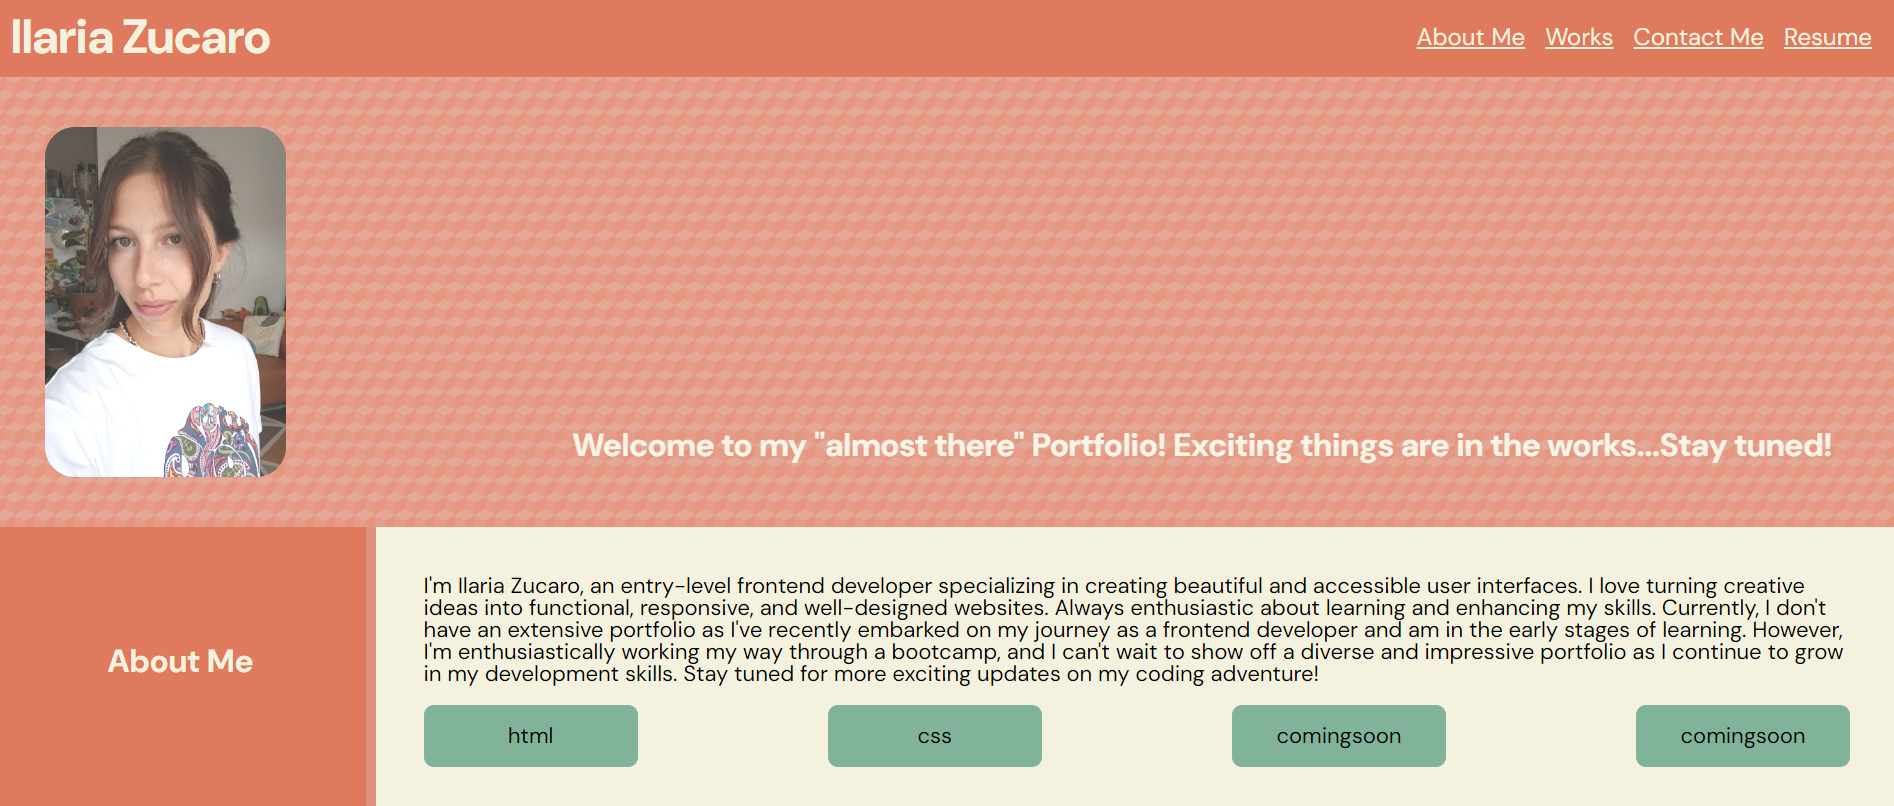 Ilaria Zucaro
About Me Works Contact Me Resume
Welcome to my "almost there" Portfolio! Exciting things are in the works...Stay tuned!
About Me
I'm Ilaria Zucaro, an entry-level frontend developer specializing in creating beautiful and accessible user interfaces. I love turning creative
ideas into functional, responsive, and well-designed websites. Always enthusiastic about learning and enhancing my skills. Currently, I don't
have an extensive portfolio as I've recently embarked on my journey as a frontend developer and am in the early stages of learning. However,
I'm enthusiastically working my way through a bootcamp, and I can't wait to show off a diverse and impressive portfolio as I continue to grow
in my development skills. Stay tuned for more exciting updates on my coding adventure!
html
css
comingsoon
comingsoon